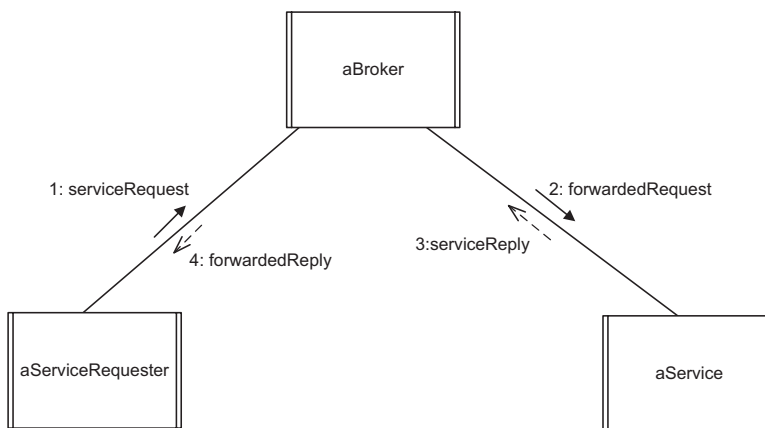 aBroker
1: serviceRequest
2: forwardedRequest
3:serviceReply
4: forwardedReply
aServiceRequester
aService